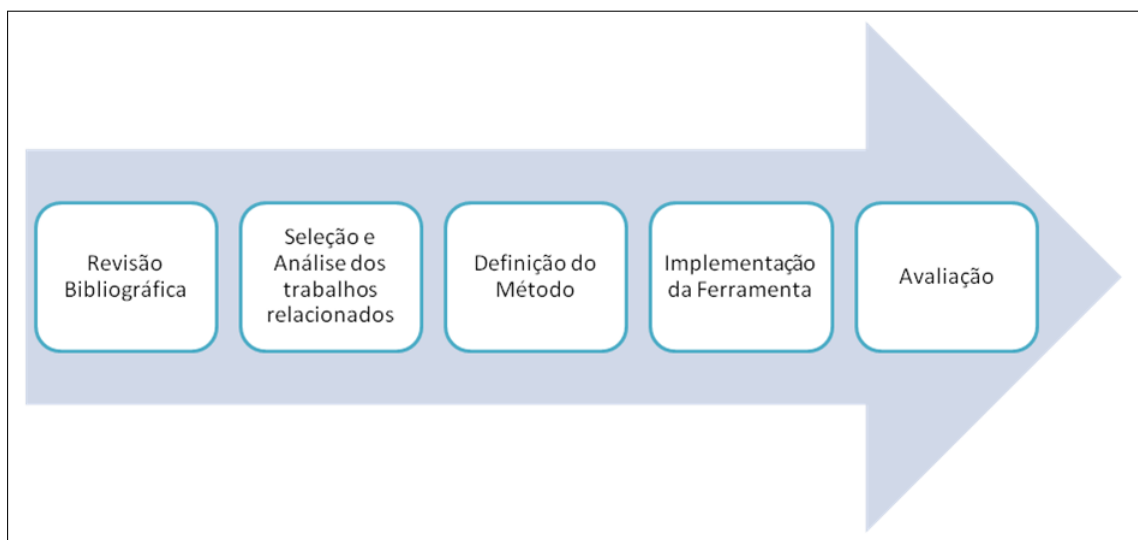 Revisão
Bibliográfica
Seleção e
Análise dos
trabalhos
relacionados
Definição do
Método
Implementação
da Ferramenta
Avaliação